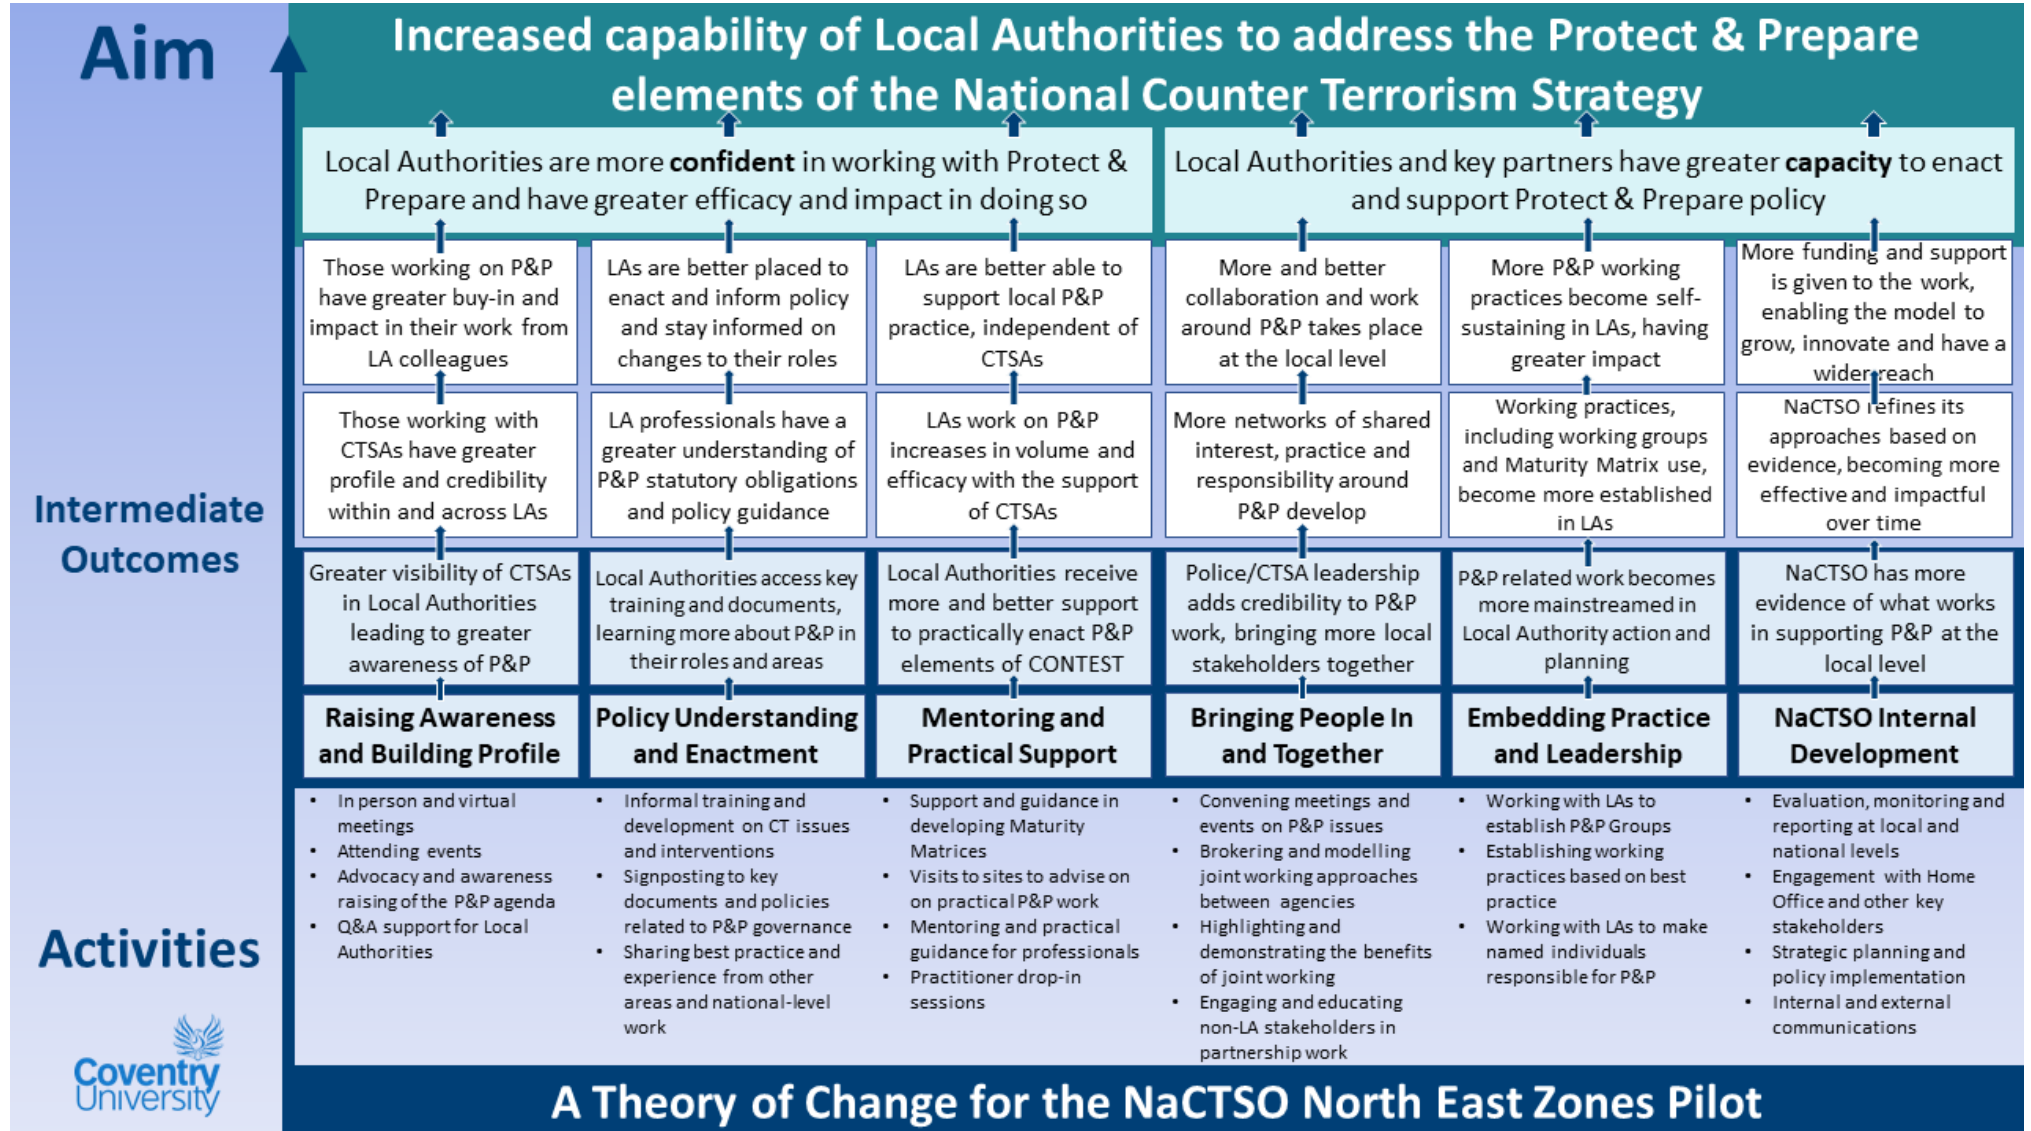 Aim
Increased capability of Local Authorities to address the Protect & Prepare
elements of the National Counter Terrorism Strategy
Local Authorities are more confident in working with Protect &
Prepare and have greater efficacy and impact in doing so
Local Authorities and key partners have greater capacity to enact
and support Protect & Prepare policy
Intermediate
Outcomes
Those working on P&P
have greater buy-in and
impact in their work from
LA colleagues
LAs are better placed to
enact and inform policy
and stay informed on
changes to their roles
LAs are better able to
support local P&P
practice, independent of
CTSAs
More and better
collaboration and work
around P&P takes place
at the local level
More P&P working
practices become self-
sustaining in LAs, having
greater impact
More funding and support
is given to the work,
enabling the model to
grow, innovate and have a
wider reach
Those working with
CTSAs have greater
profile and credibility
within and across LAs
LA professionals have a
greater understanding of
P&P statutory obligations
and policy guidance
LAs work on P&P
increases in volume and
efficacy with the support
of CTSAs
More networks of shared
interest, practice and
responsibility around
P&P develop
Working practices,
including working groups
and Maturity Matrix use,
become more established
in LAs
NaCTSO refines its
approaches based on
evidence, becoming more
effective and impactful
over time
Greater visibility of CTSAs
in Local Authorities
leading to greater
awareness of P&P
Local Authorities access key
training and documents,
learning more about P&P in
their roles and areas
Local Authorities receive
more and better support
to practically enact P&P
elements of CONTEST
Police/CTSA leadership
adds credibility to P&P
work, bringing more local
stakeholders together
P&P related work becomes
more mainstreamed in
Local Authority action and
planning
NaCTSO has more
evidence of what works
in supporting P&P at the
local level
Raising Awareness
and Building Profile
Policy Understanding
and Enactment
Mentoring and
Practical Support
Bringing People In
and Together
Embedding Practice
and Leadership
NaCTSO Internal
Development
Activities
• In person and virtual
meetings
• Attending events
• Advocacy and awareness
raising of the P&P agenda
• Q&A support for Local
Authorities
• Informal training and
development on CT issues
and interventions
• Signposting to key
documents and policies
related to P&P governance
• Sharing best practice and
experience from other
areas and national-level
work
• Support and guidance in
developing Maturity
Matrices
• Visits to sites to advise on
on practical P&P work
• Mentoring and practical
guidance for professionals
• Practitioner drop-in
sessions
• Convening meetings and
events on P&P issues
• Brokering and modelling
joint working approaches
between agencies
• Highlighting and
demonstrating the benefits
of joint working
• Engaging and educating
non-LA stakeholders in
partnership work
• Working with LAs to
establish P&P Groups
• Establishing working
practices based on best
practice
• Working with LAs to make
named individuals
responsible for P&P
• Evaluation, monitoring and
reporting at local and
national levels
• Engagement with Home
Office and other key
stakeholders
• Strategic planning and
policy implementation
• Internal and external
communications
Coventry
University
A Theory of Change for the NaCTSO North East Zones Pilot